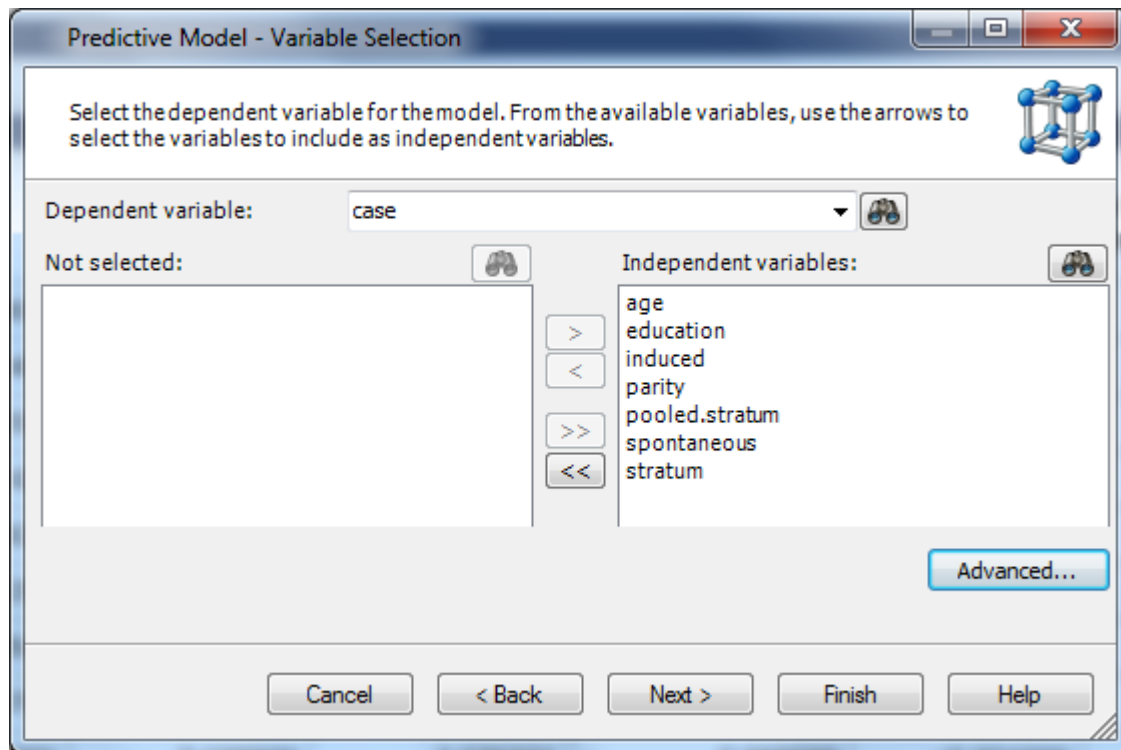 Predictive Model - Variable Selection
Select the dependent variable for the model. From the available variables, use the arrows to
select the variables to include as independent variables.
Dependent variable:
case
Not selected:
Independent variables:
age
education
induced
parity
pooled.stratum
spontaneous
stratum
>
<
>>
<<
Advanced...
Cancel
< Back
Next >
Finish
Help